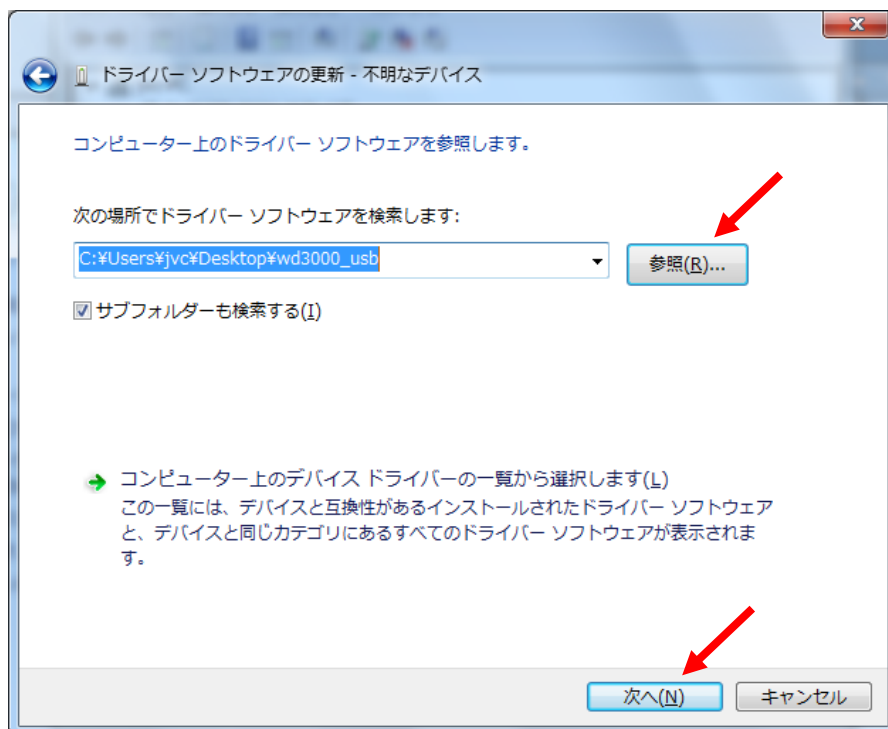 ドライバー ソフトウェアの更新 - 不明なデバイス
コンピューター上のドライバー ソフトウェアを参照します。
次の場所でドライバー ソフトウェアを検索します:
C:¥Users¥jvc¥Desktop¥wd3000_usb
参照(R)...
サブフォルダーも検索する(I)
コンピューター上のデバイス ドライバーの一覧から選択します(L)
この一覧には、デバイスと互換性があるインストールされたドライバー ソフトウェア
と、デバイスと同じカテゴリにあるすべてのドライバー ソフトウェアが表示されま
す。
次へ(N)
キャンセル